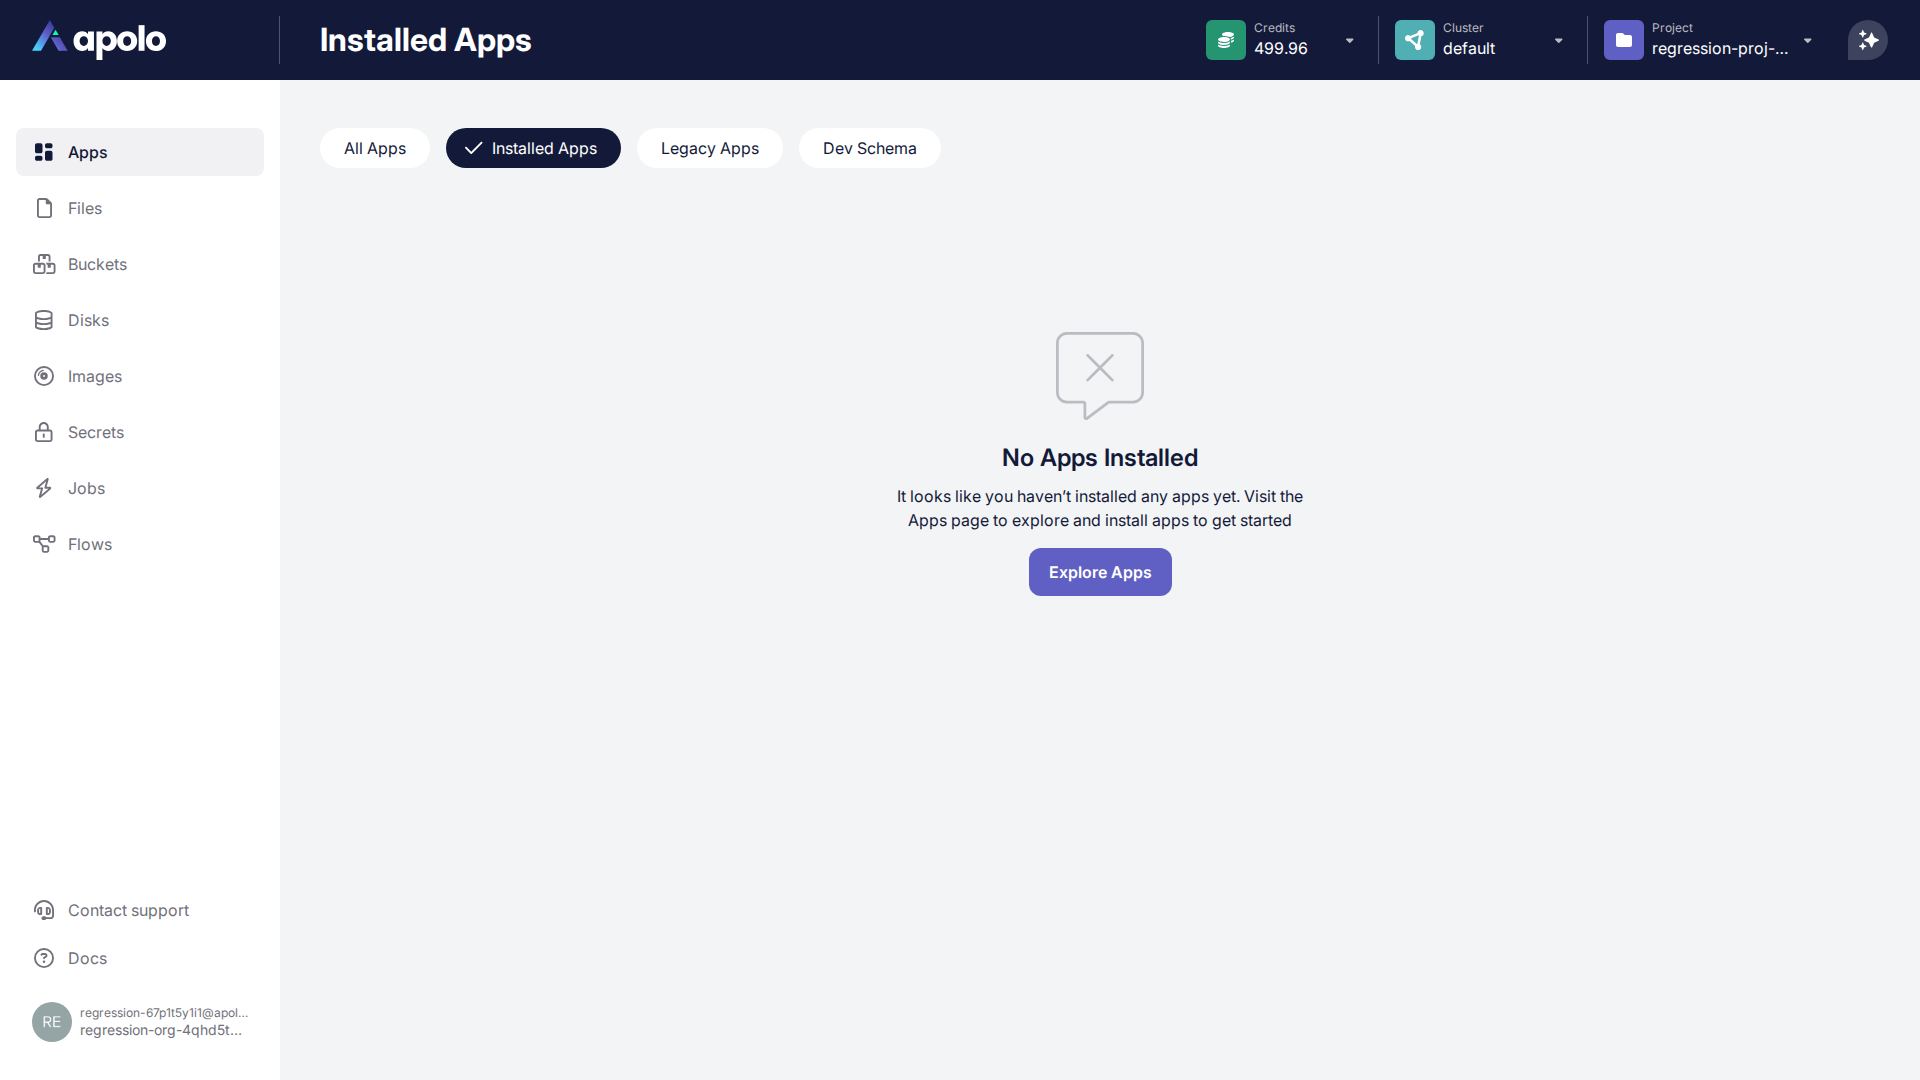 apolo
Installed Apps
Credits
499.96
Cluster
default
Project
regression-proj-...
Apps
Files
Buckets
Disks
Images
Secrets
Jobs
Flows
All Apps
Installed Apps
Legacy Apps
Dev Schema
No Apps Installed
It looks like you haven’t installed any apps yet. Visit the
Apps page to explore and install apps to get started
Explore Apps
Contact support
Docs
RE
regression-67p1t5y1i1@apol...
regression-org-4qhd5t...